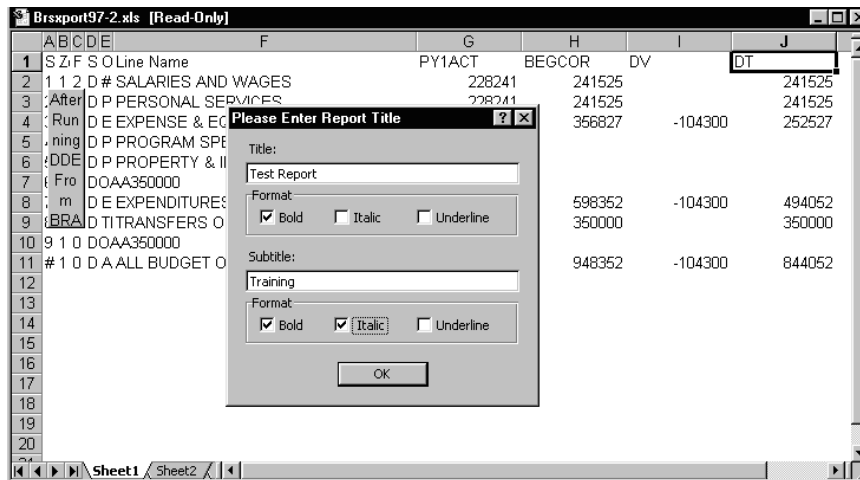 Brsxport97-2.xls [Read-Only]
A B C D E F G H I J
1 S Z F S O Line Name PY1ACT BEGCOR DV DT
2 1 1 2 D # SALARIES AND WAGES 228241 241525 241525
3 D P PERSONAL SERVICES 228241 241525 241525
4 D E EXPENSE & EQ 356827 -104300 252527
5 D P PROGRAM SPE
6 D P PROPERTY & I
7 DOAA350000
8 D E EXPENDITURES 598352 -104300 494052
9 D TI TRANSFERS O 350000 350000
10 9 1 0 DOAA350000
11 # 1 0 D A ALL BUDGET O 948352 -104300 844052
12
13
14
15
16
17
18
19
20
After
Run
ning
DDE
Fro
m
BRA
Please Enter Report Title
Title:
Test Report
Format
Bold Italic Underline
Subtitle:
Training
Format
Bold Italic Underline
OK
Sheet1 Sheet2